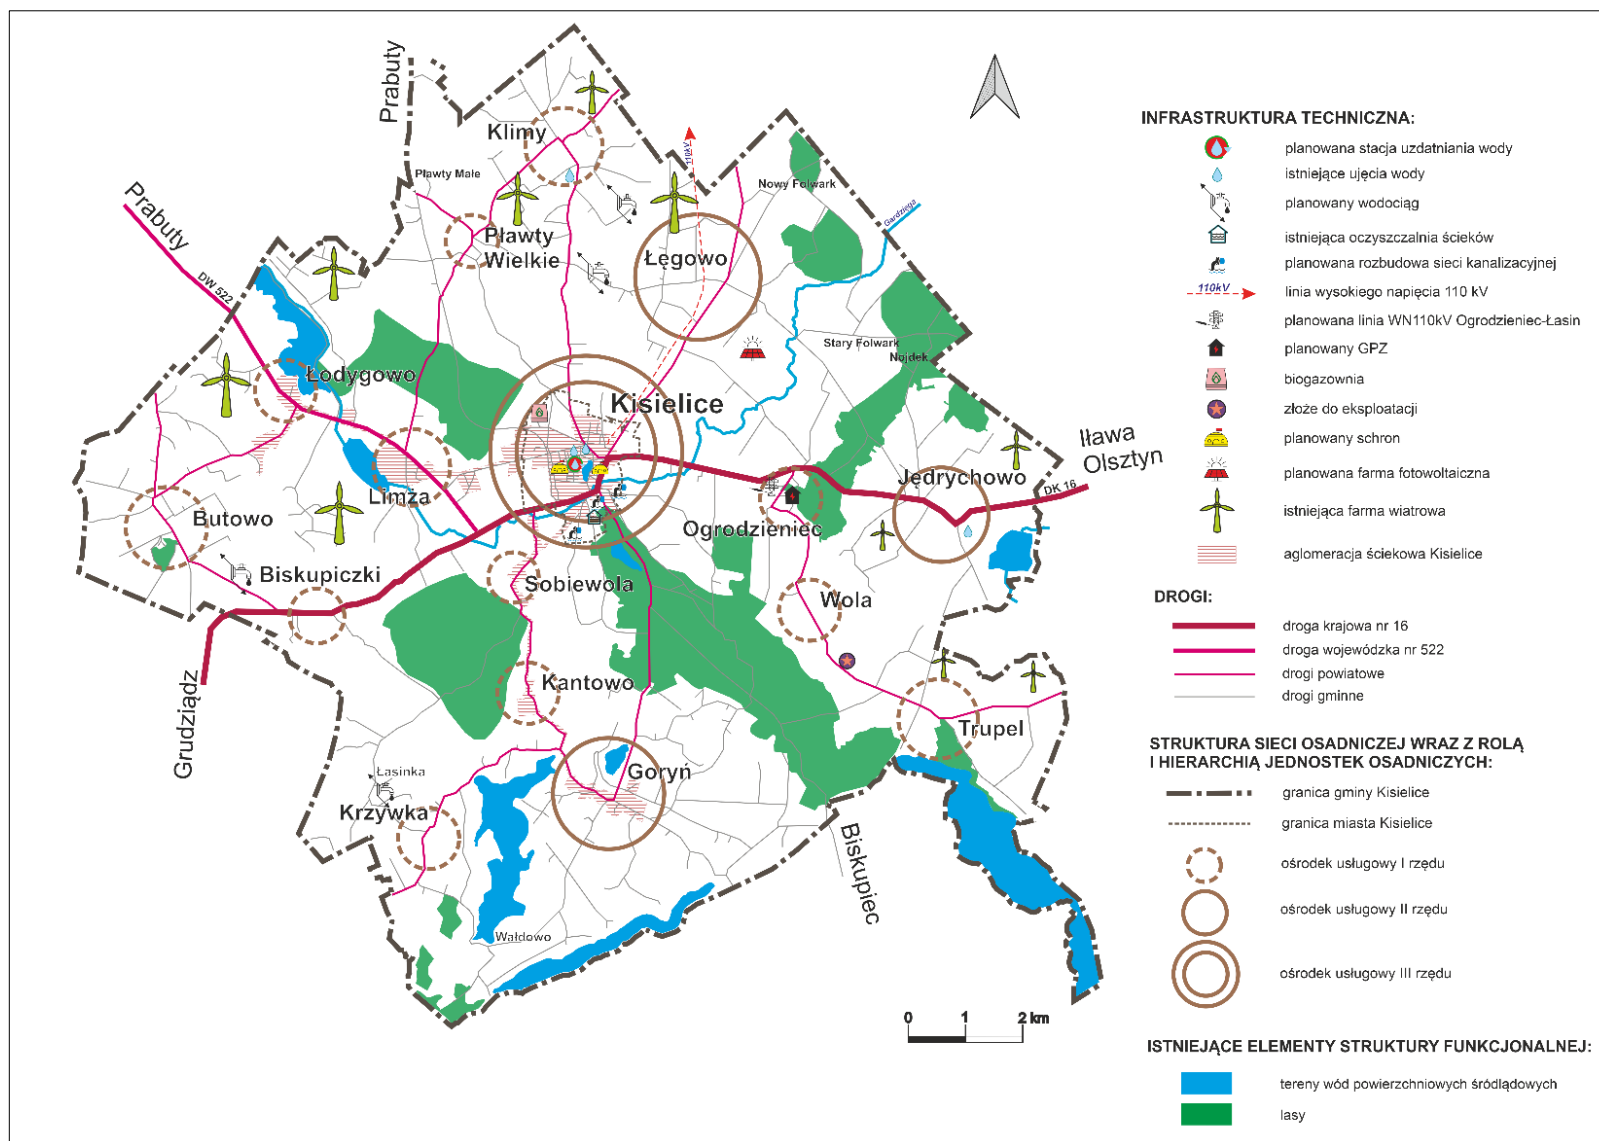 Prabuty
Klimy
110kV
Pławty Małe
Nowy Folwark
Prabuty
Gardzięga
Pławty
Wielkie
Łęgowo
DW 522
Stary Folwark
Nojdek
Łodygowo
Kisielice
Iława
Olsztyn
Jędrychowo
DK 16
Limża
Butowo
Ogrodzieniec
Biskupiczki
Sobiewola
Wola
Grudziądz
Kantowo
Trupel
Goryń
Łasinka
Krzywka
Biskupiec
Wałdowo
0 1 2 km
INFRASTRUKTURA TECHNICZNA:
planowana stacja uzdatniania wody
istniejące ujęcia wody
planowany wodociąg
istniejąca oczyszczalnia ścieków
planowana rozbudowa sieci kanalizacyjnej
110kV linia wysokiego napięcia 110 kV
planowana linia WN110kV Ogrodzieniec-Łasin
planowany GPZ
biogazownia
złoże do eksploatacji
planowany schron
planowana farma fotowoltaiczna
istniejąca farma wiatrowa
aglomeracja ściekowa Kisielice
DROGI:
droga krajowa nr 16
droga wojewódzka nr 522
drogi powiatowe
drogi gminne
STRUKTURA SIECI OSADNICZEJ WRAZ Z ROLĄ
I HIERARCHIĄ JEDNOSTEK OSADNICZYCH:
granica gminy Kisielice
granica miasta Kisielice
ośrodek usługowy I rzędu
ośrodek usługowy II rzędu
ośrodek usługowy III rzędu
ISTNIEJĄCE ELEMENTY STRUKTURY FUNKCJONALNEJ:
tereny wód powierzchniowych śródlądowych
lasy